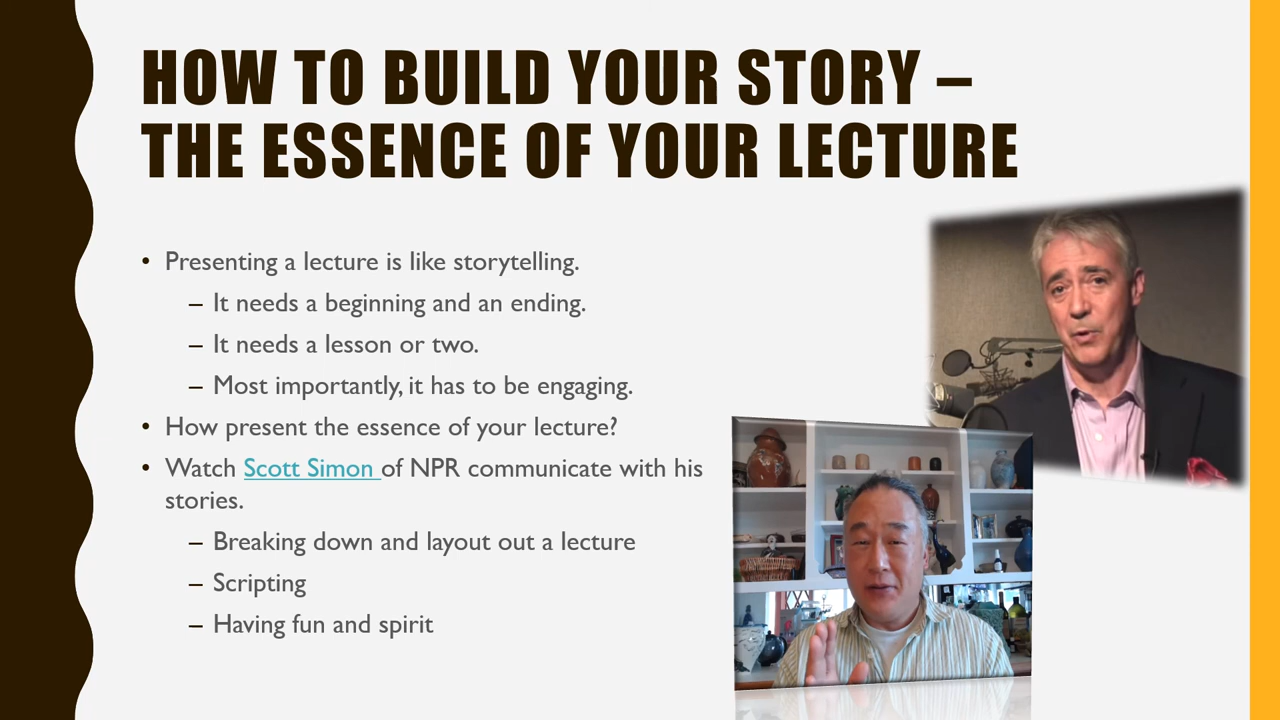 HOW TO BUILD YOUR STORY –
THE ESSENCE OF YOUR LECTURE
• Presenting a lecture is like storytelling.
– It needs a beginning and an ending.
– It needs a lesson or two.
– Most importantly, it has to be engaging.
• How present the essence of your lecture?
• Watch Scott Simon of NPR communicate with his
stories.
– Breaking down and layout out a lecture
– Scripting
– Having fun and spirit